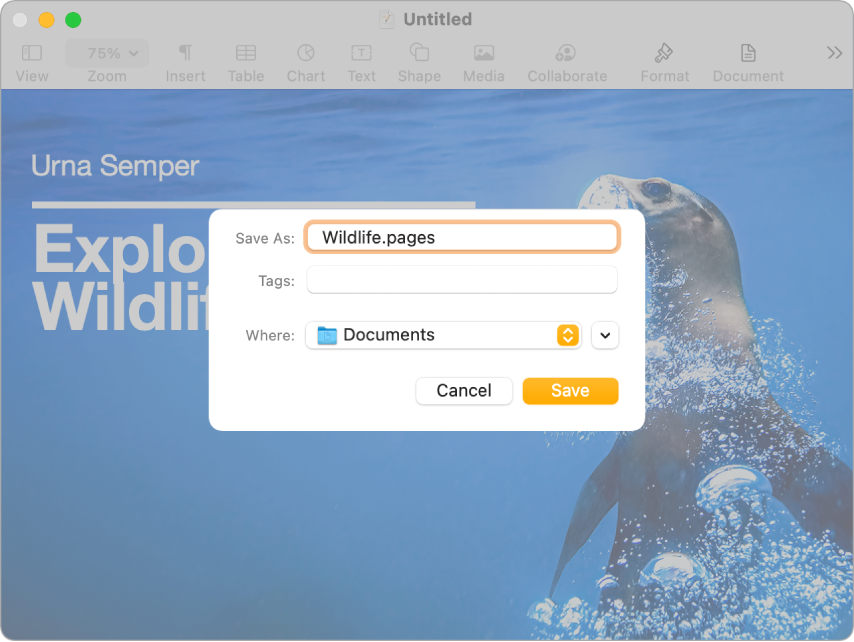 Untitled
75%
View Zoom Insert Table Chart Text Shape Media Collaborate Format Document
Urna Semper
Explo
Wildlif
Save As: Wildlife.pages
Tags:
Where: Documents
Cancel Save